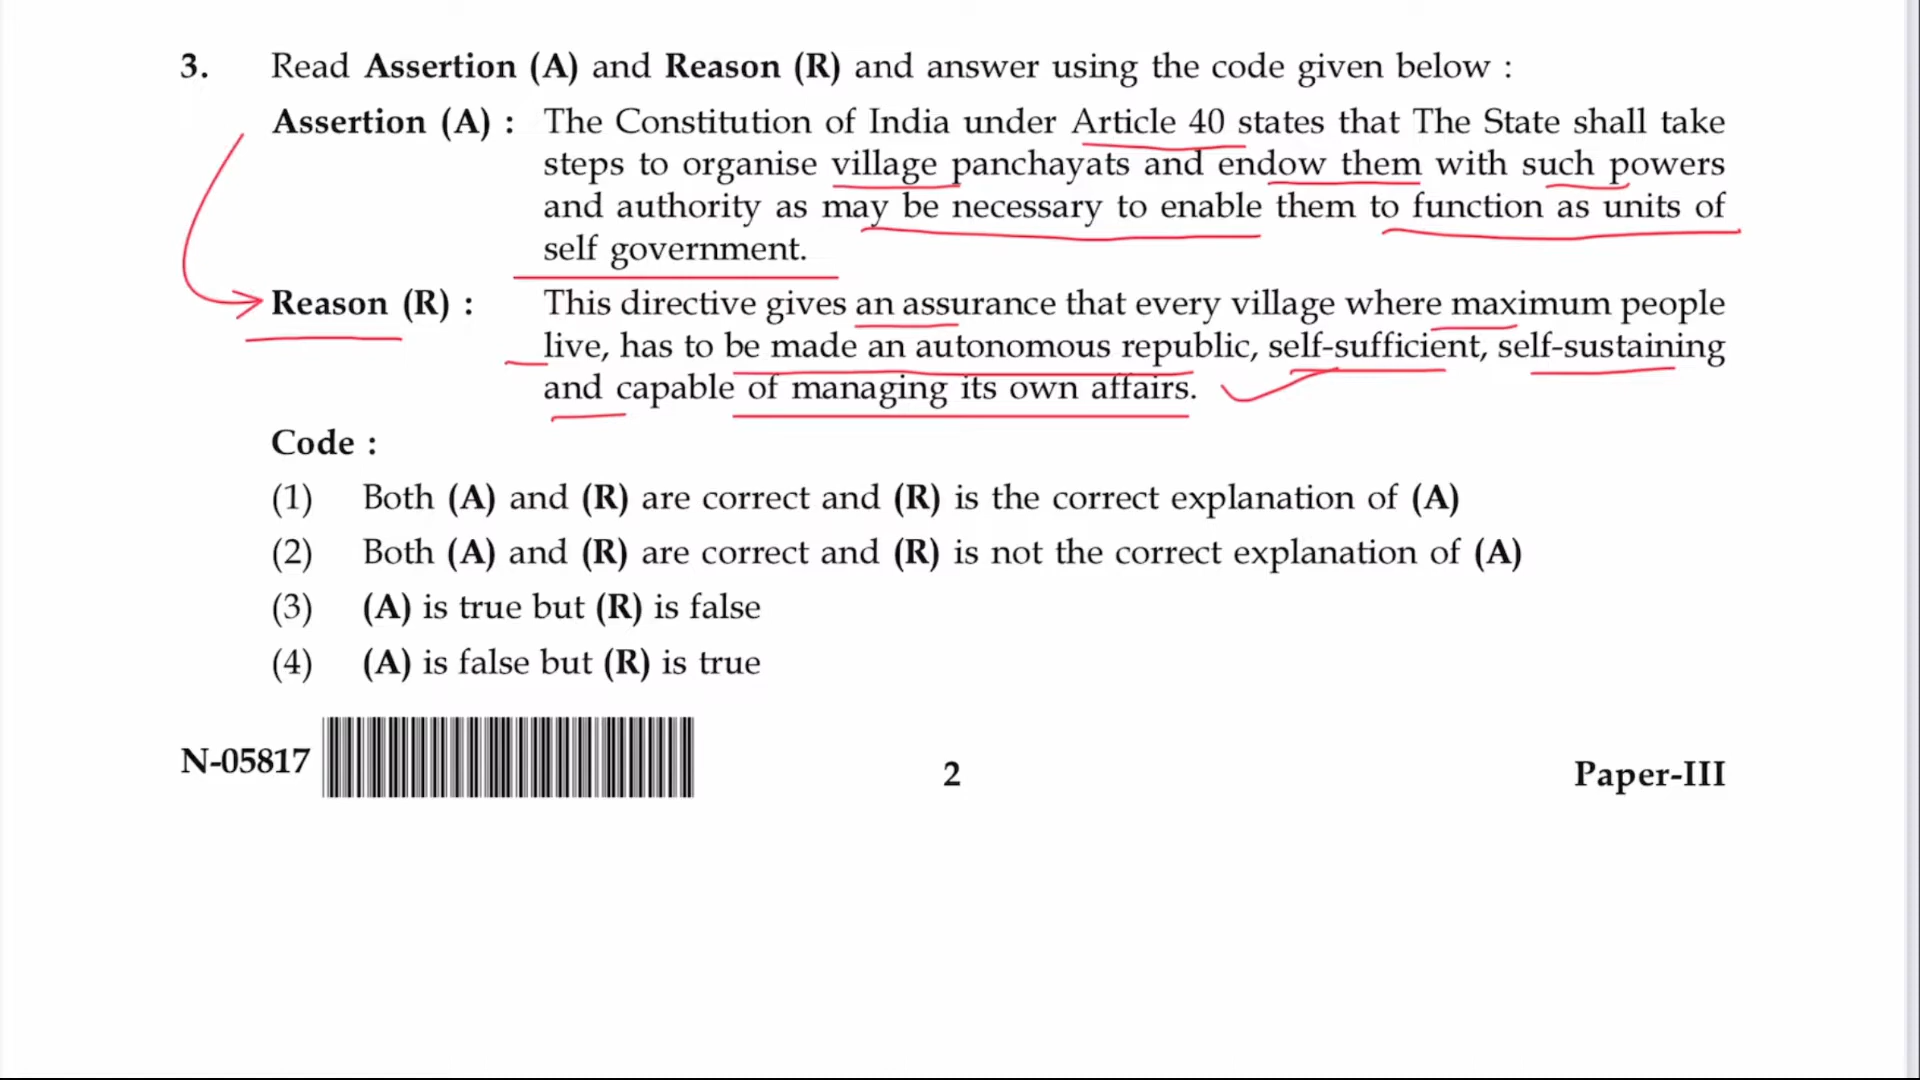 3. Read Assertion (A) and Reason (R) and answer using the code given below :
Assertion (A) : The Constitution of India under Article 40 states that The State shall take
steps to organise village panchayats and endow them with such powers
and authority as may be necessary to enable them to function as units of
self government.
Reason (R) : This directive gives an assurance that every village where maximum people
live, has to be made an autonomous republic, self-sufficient, self-sustaining
and capable of managing its own affairs.
Code :
(1) Both (A) and (R) are correct and (R) is the correct explanation of (A)
(2) Both (A) and (R) are correct and (R) is not the correct explanation of (A)
(3) (A) is true but (R) is false
(4) (A) is false but (R) is true
N-05817 2 Paper-III